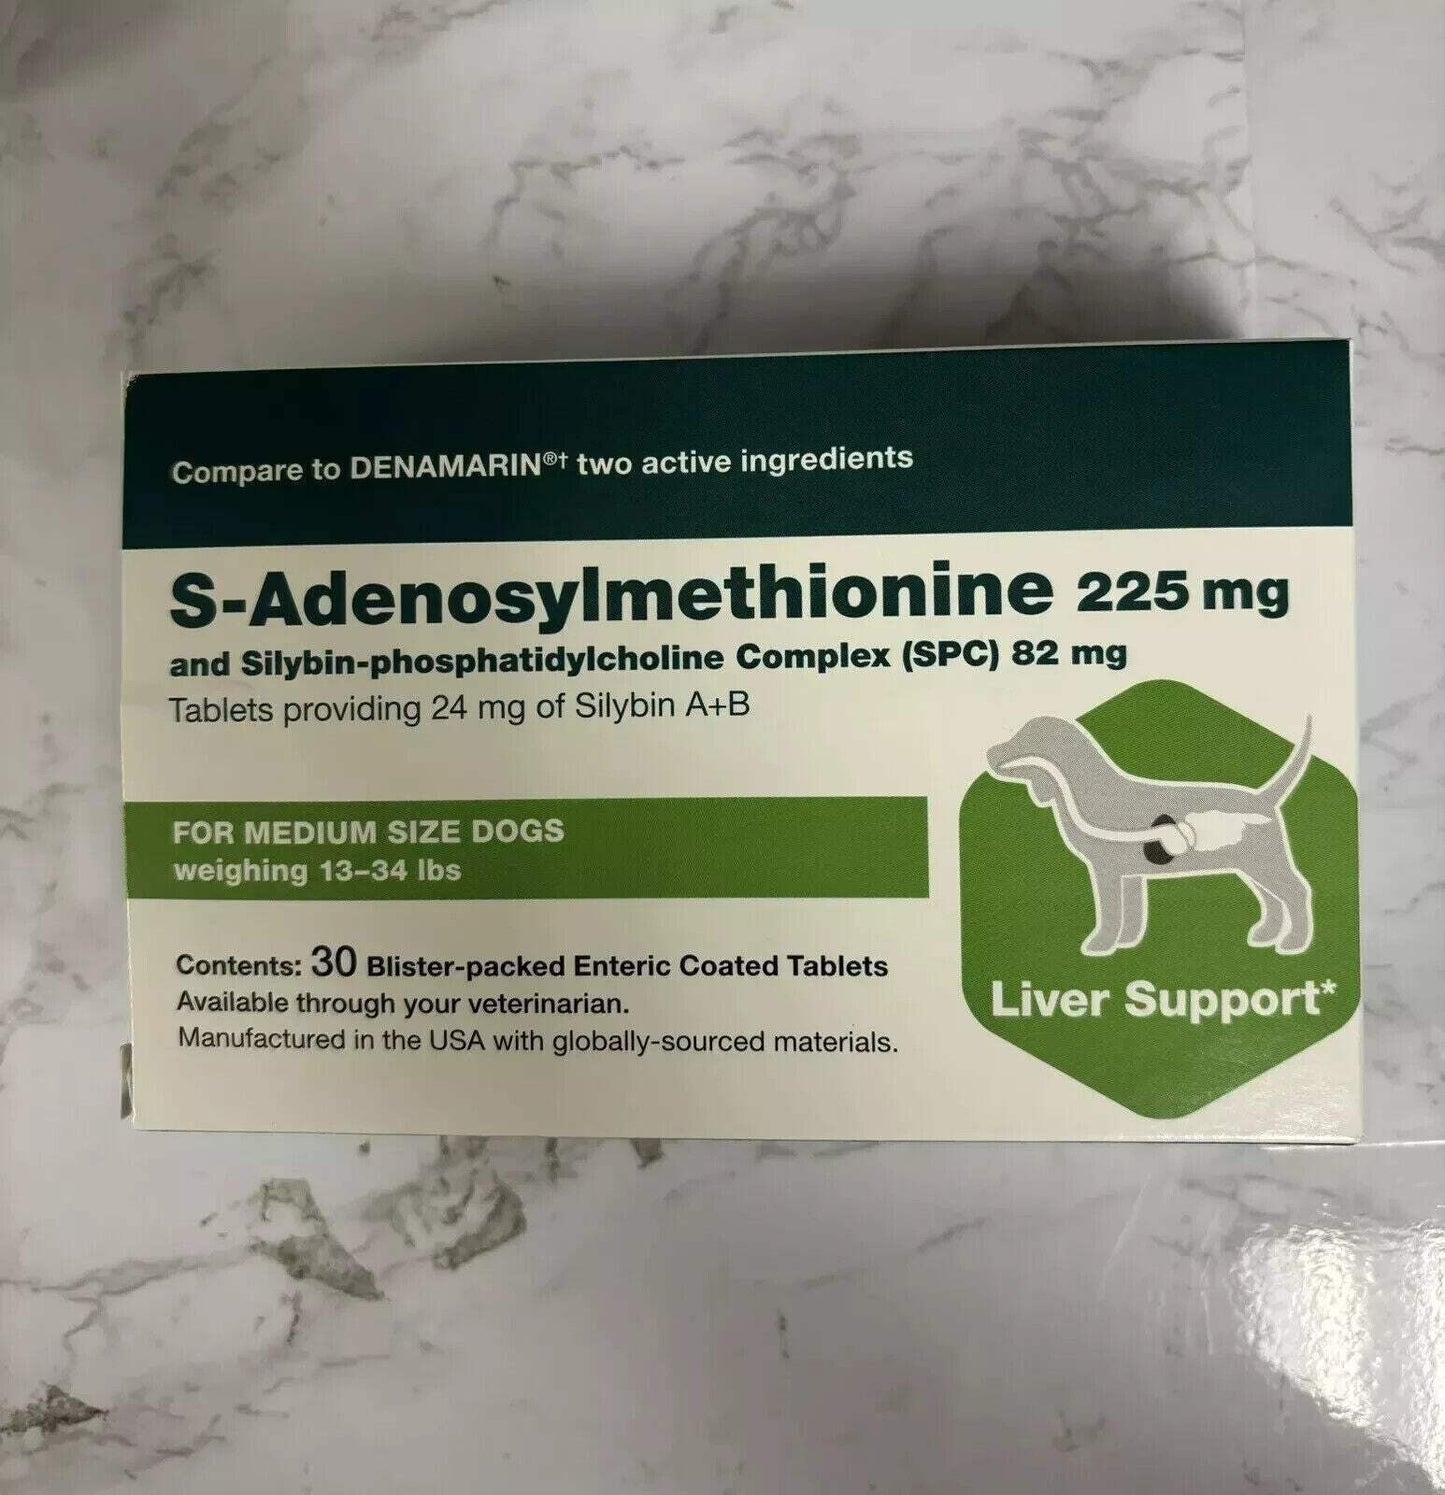 Compare to DENAMARIN®† two active ingredients
S-Adenosylmethionine 225 mg
and Silybin-phosphatidylcholine Complex (SPC) 82 mg
Tablets providing 24 mg of Silybin A+B
FOR MEDIUM SIZE DOGS
weighing 13–34 lbs
Contents: 30 Blister-packed Enteric Coated Tablets
Available through your veterinarian.
Manufactured in the USA with globally-sourced materials.
Liver Support*